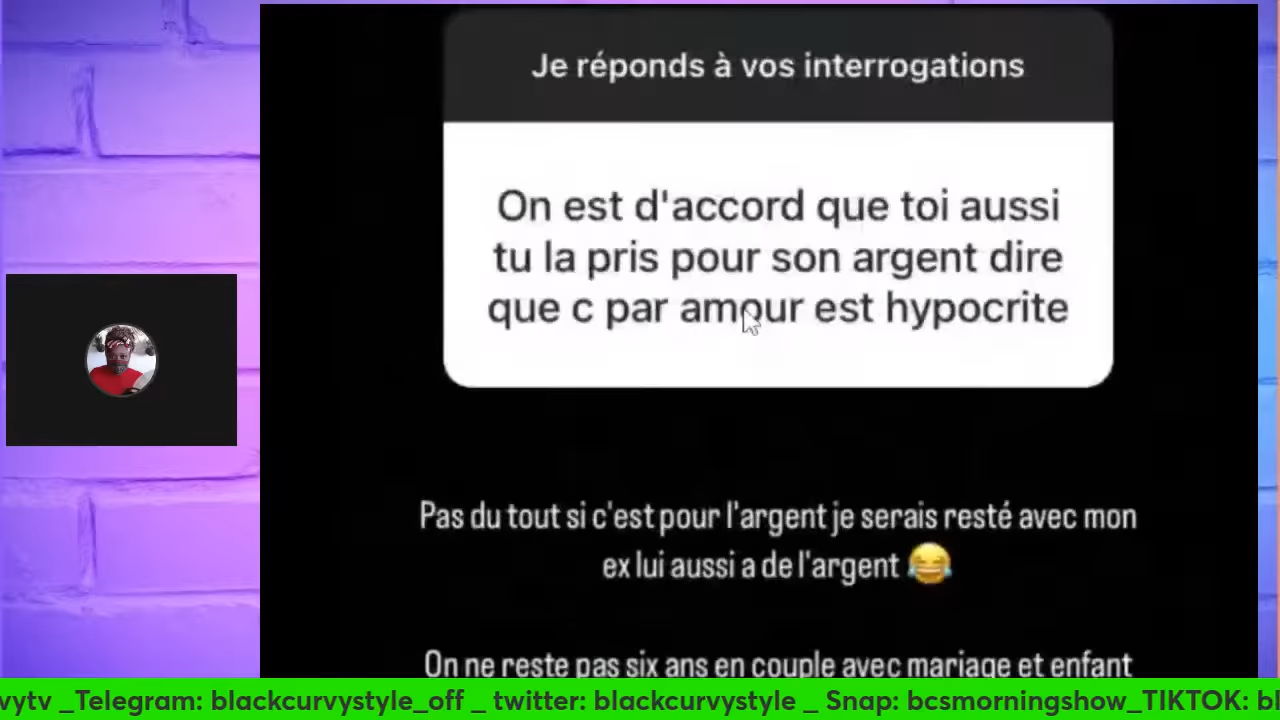 Je réponds à vos interrogations
On est d'accord que toi aussi
tu la pris pour son argent dire
que c par amour est hypocrite
Pas du tout si c'est pour l'argent je serais resté avec mon
ex lui aussi a de l'argent 😂
On ne reste pas six ans en couple avec mariage et enfant
vytv _Telegram: blackcurvystyle_off _ twitter: blackcurvystyle _ Snap: bcsmorningshow_TIKTOK: bl